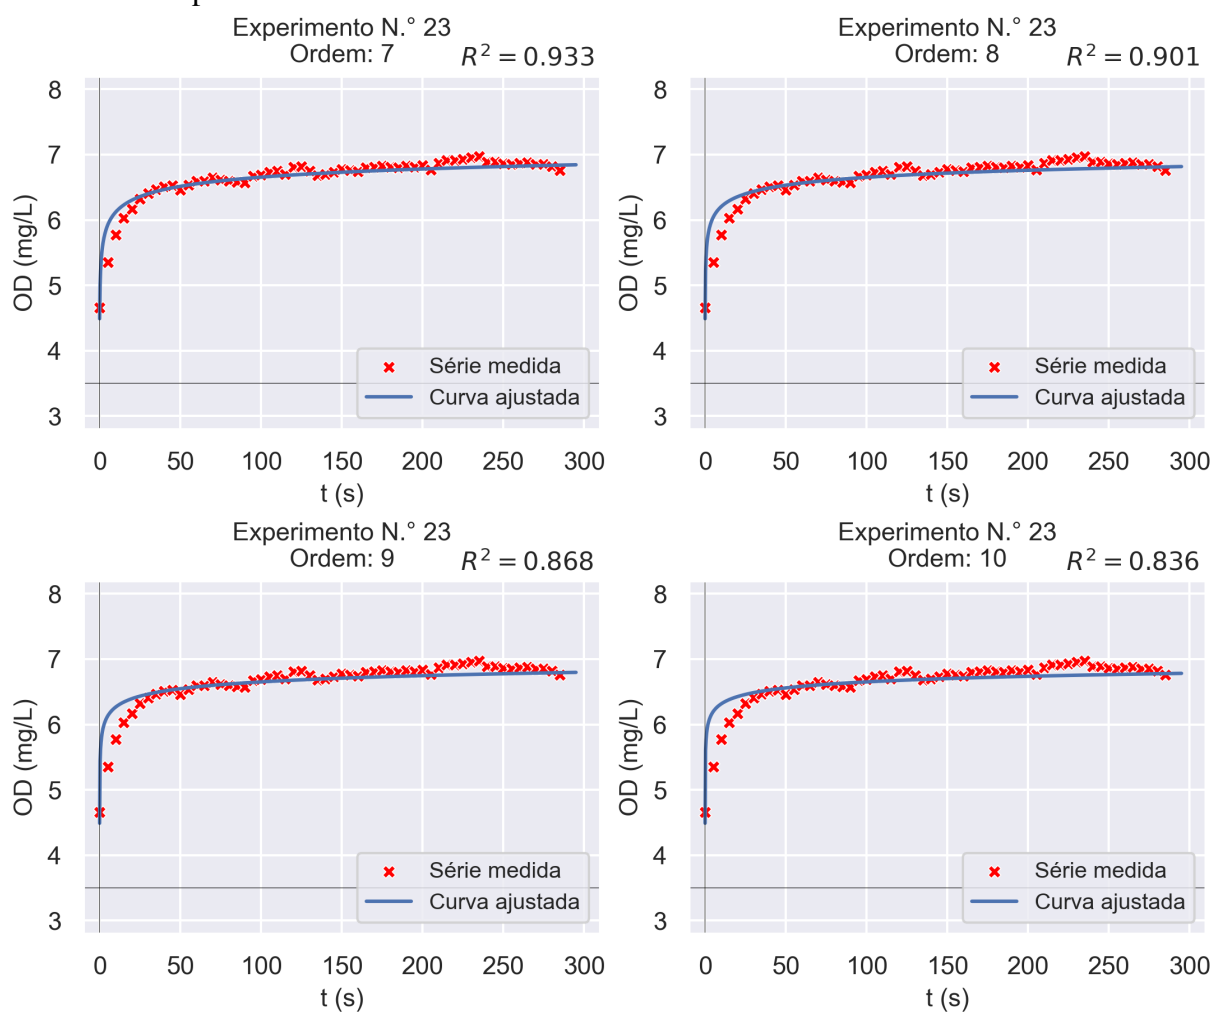 Experimento N.° 23
Ordem: 7 R² = 0.933
8
7
6
5
4
3
OD (mg/L)
Série medida
Curva ajustada
0 50 100 150 200 250 300
t (s)
Experimento N.° 23
Ordem: 8 R² = 0.901
8
7
6
5
4
3
OD (mg/L)
Série medida
Curva ajustada
0 50 100 150 200 250 300
t (s)
Experimento N.° 23
Ordem: 9 R² = 0.868
8
7
6
5
4
3
OD (mg/L)
Série medida
Curva ajustada
0 50 100 150 200 250 300
t (s)
Experimento N.° 23
Ordem: 10 R² = 0.836
8
7
6
5
4
3
OD (mg/L)
Série medida
Curva ajustada
0 50 100 150 200 250 300
t (s)